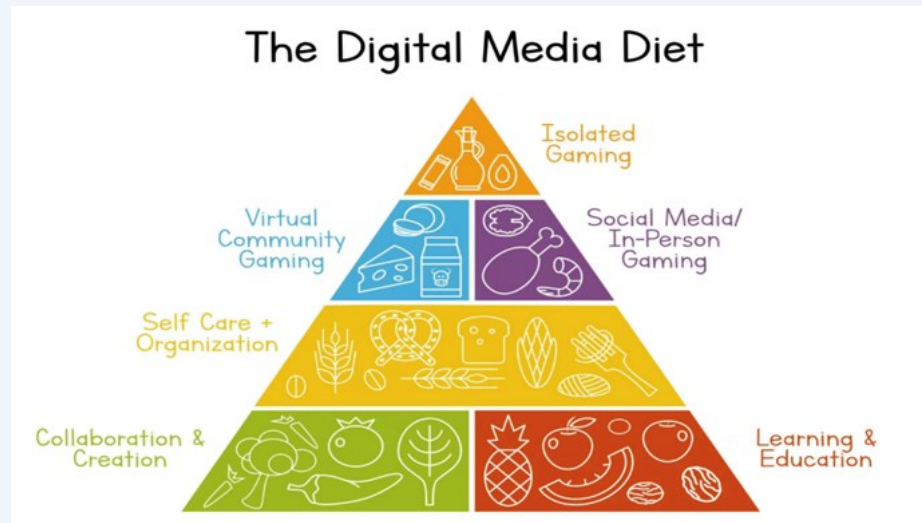 The Digital Media Diet
Isolated
Gaming
Virtual
Community
Gaming
Social Media/
In-Person
Gaming
Self Care +
Organization
Collaboration &
Creation
Learning &
Education